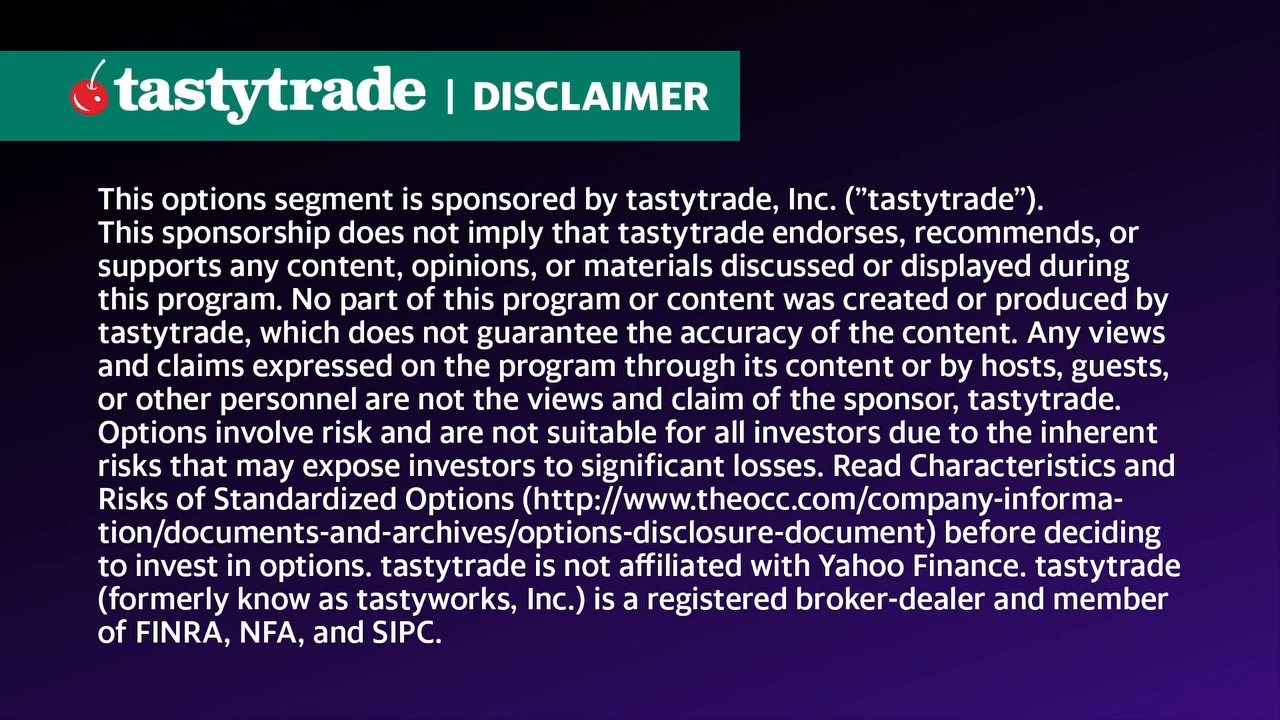 tastytrade | DISCLAIMER
This options segment is sponsored by tastytrade, Inc. (”tastytrade”).
This sponsorship does not imply that tastytrade endorses, recommends, or
supports any content, opinions, or materials discussed or displayed during
this program. No part of this program or content was created or produced by
tastytrade, which does not guarantee the accuracy of the content. Any views
and claims expressed on the program through its content or by hosts, guests,
or other personnel are not the views and claim of the sponsor, tastytrade.
Options involve risk and are not suitable for all investors due to the inherent
risks that may expose investors to significant losses. Read Characteristics and
Risks of Standardized Options (http://www.theocc.com/company-informa-
tion/documents-and-archives/options-disclosure-document) before deciding
to invest in options. tastytrade is not affiliated with Yahoo Finance. tastytrade
(formerly know as tastyworks, Inc.) is a registered broker-dealer and member
of FINRA, NFA, and SIPC.